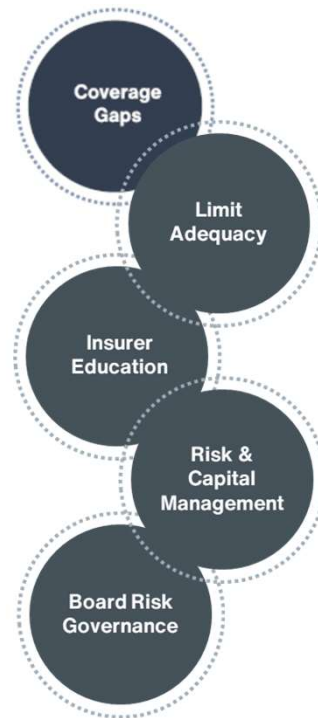 Coverage
Gaps
Limit
Adequacy
Insurer
Education
Risk &
Capital
Management
Board Risk
Governance